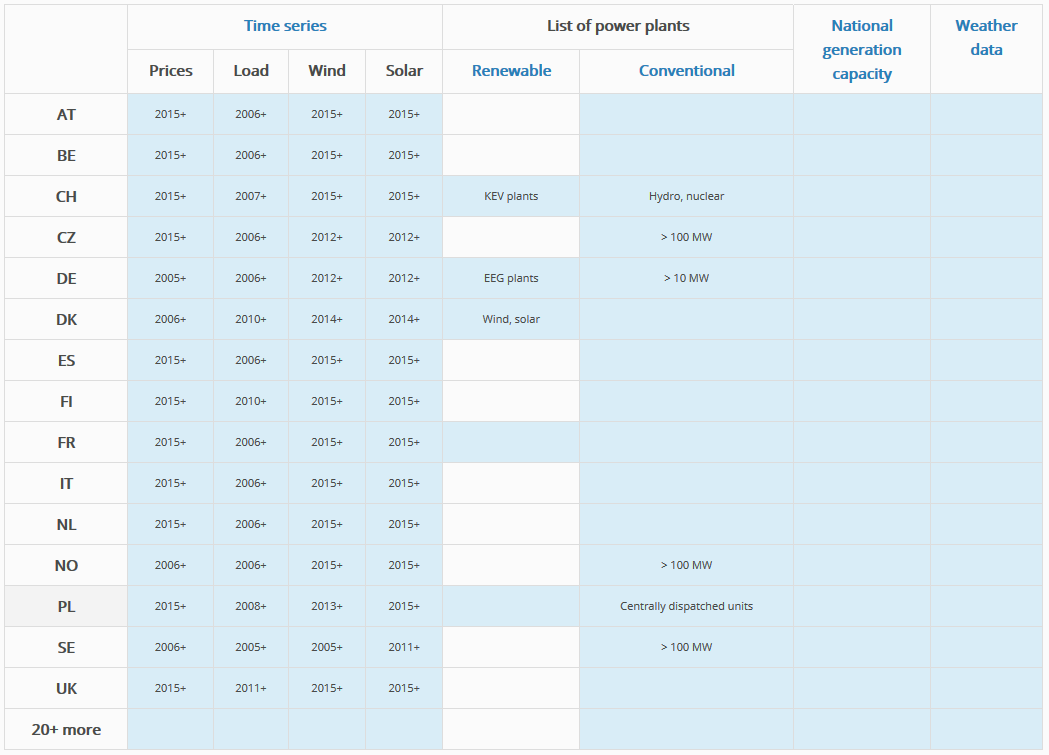 Time series List of power plants National generation capacity Weather data
Prices Load Wind Solar Renewable Conventional
AT 2015+ 2006+ 2015+ 2015+
BE 2015+ 2006+ 2015+ 2015+
CH 2015+ 2007+ 2015+ 2015+ KEV plants Hydro, nuclear
CZ 2015+ 2006+ 2012+ 2012+ > 100 MW
DE 2005+ 2006+ 2012+ 2012+ EEG plants > 10 MW
DK 2006+ 2010+ 2014+ 2014+ Wind, solar
ES 2015+ 2006+ 2015+ 2015+
FI 2015+ 2010+ 2015+ 2015+
FR 2015+ 2006+ 2015+ 2015+
IT 2015+ 2006+ 2015+ 2015+
NL 2015+ 2006+ 2015+ 2015+
NO 2006+ 2006+ 2015+ 2015+ > 100 MW
PL 2015+ 2008+ 2013+ 2015+ Centrally dispatched units
SE 2006+ 2005+ 2005+ 2011+ > 100 MW
UK 2015+ 2011+ 2015+ 2015+
20+ more